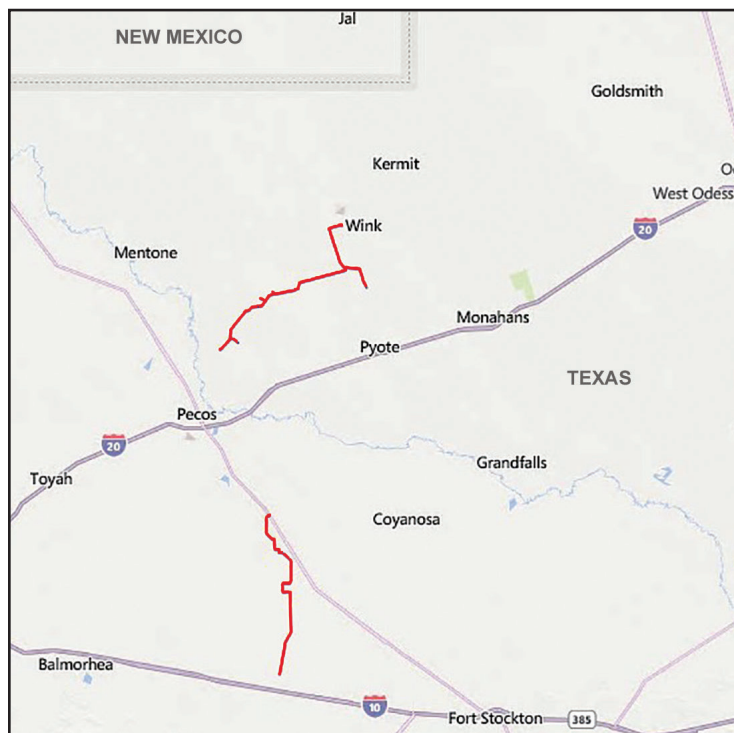 Jal
NEW MEXICO
Goldsmith
Kermit
West Odess
20
Wink
Mentone
Monahans
Pyote
TEXAS
Pecos
20
Grandfalls
Toyah
Coyanosa
Balmorhea
10
Fort Stockton
385